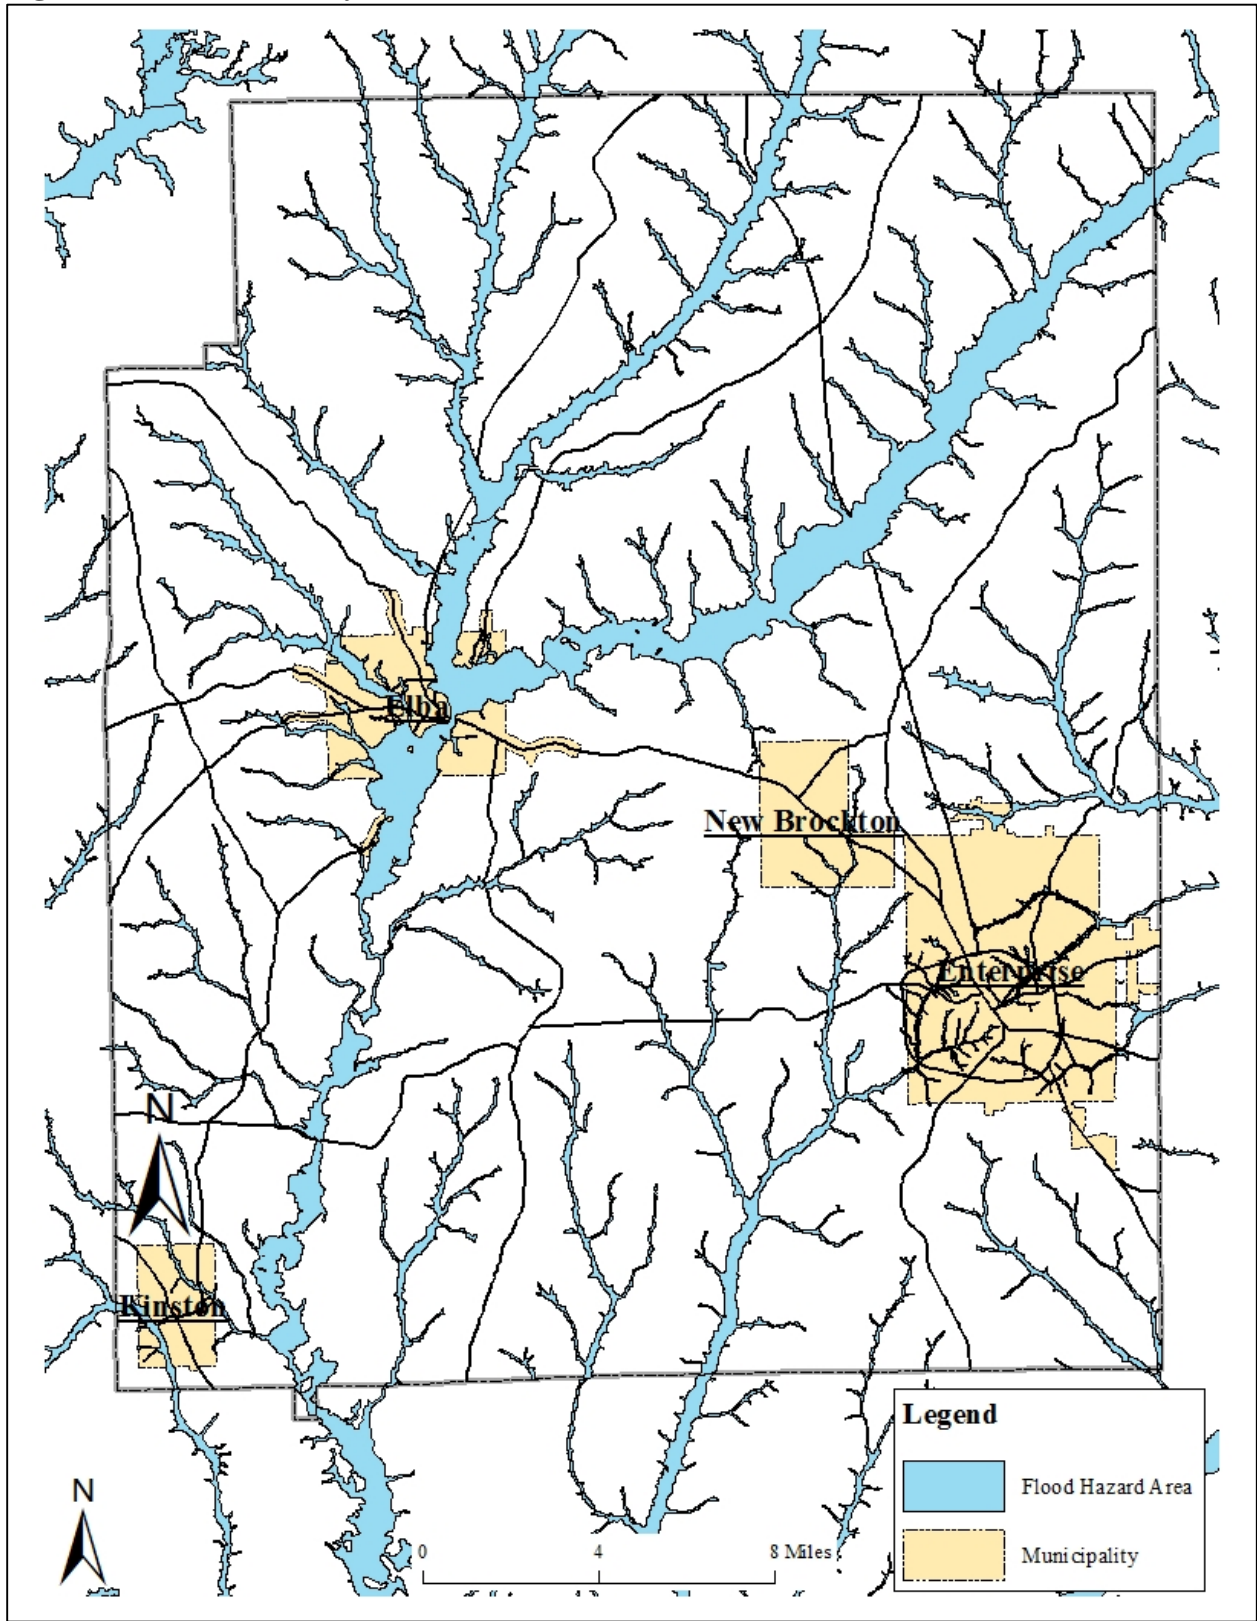 Elba
New Brockton
Enterprise
N
Kinston
Legend
Flood Hazard Area
Municipality
N
0 4 8 Miles